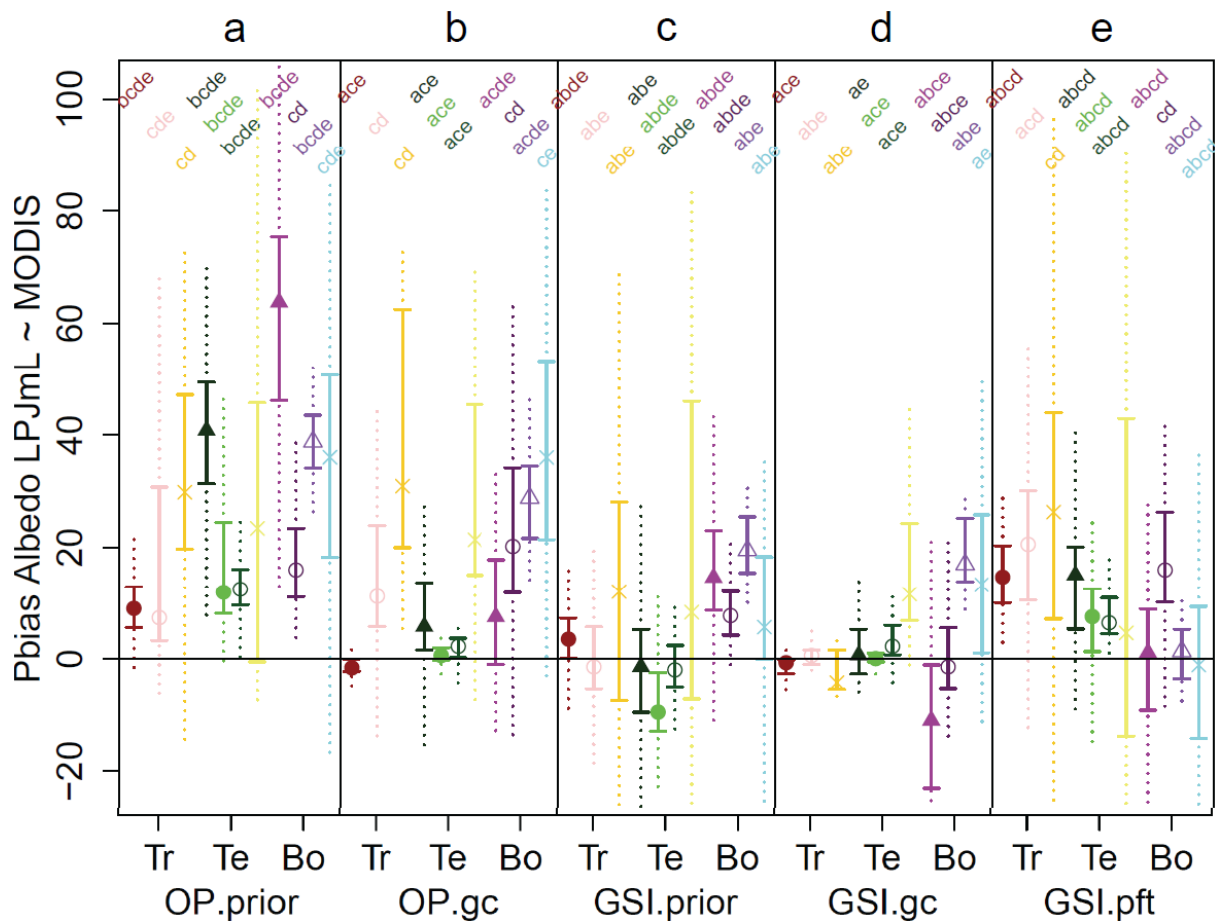 a b c d e
bcde
cde
cd
bcde
bcde
bcde
bcde
cd
bcde
cde
ace
cd
cd
ace
ace
ace
acde
cd
acde
ce
abde
abe
abe
abe
abde
abde
abde
abde
abe
abe
ace
abe
abe
ae
ace
ace
abce
abce
abe
ae
abcd
acd
cd
abcd
abcd
abcd
abcd
cd
abcd
abcd
Pbias Albedo LPJmL ~ MODIS
100
80
60
40
20
0
−20
Tr Te Bo Tr Te Bo Tr Te Bo Tr Te Bo Tr Te Bo
OP.prior OP.gc GSI.prior GSI.gc GSI.pft